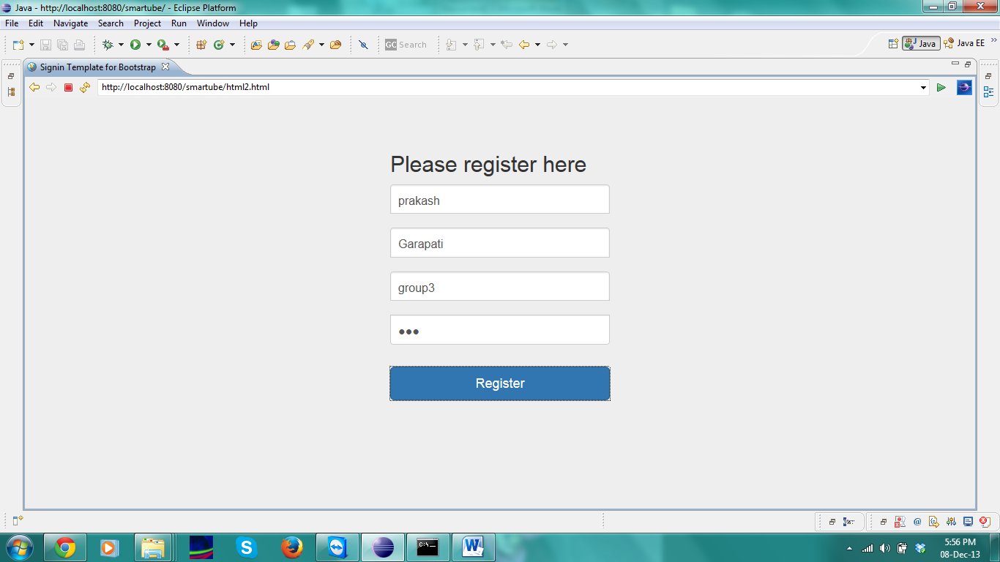 Java - http://localhost:8080/smartube/ - Eclipse Platform
File Edit Navigate Search Project Run Window Help
GC Search
Java Java EE »
Signin Template for Bootstrap
http://localhost:8080/smartube/html2.html
Please register here
prakash
Garapati
group3
•••
Register
5:56 PM
08-Dec-13